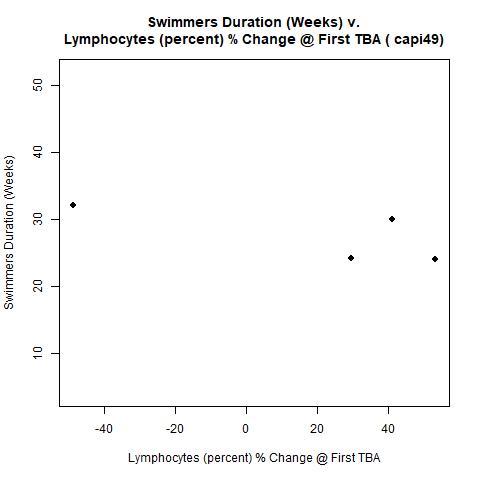 Swimmers Duration (Weeks) v.
Lymphocytes (percent) % Change @ First TBA ( capi49)
Swimmers Duration (Weeks)
50
40
30
20
10
-40 -20 0 20 40
Lymphocytes (percent) % Change @ First TBA